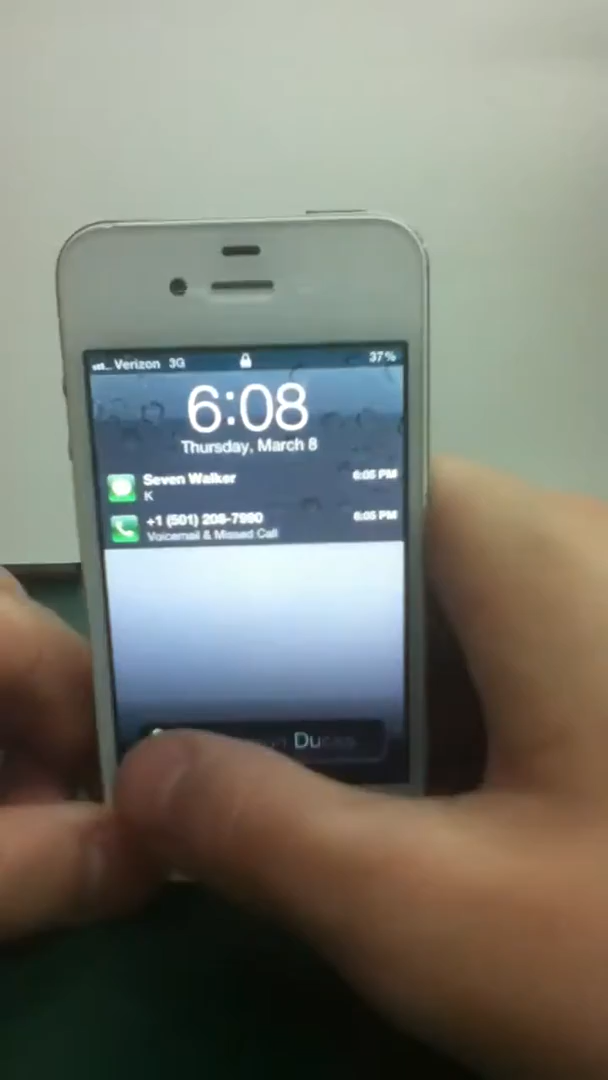 Verizon 3G 37%
6:08
Thursday, March 8
Seven Walker 6:05 PM
K
+1 (501) 208-7980 6:05 PM
Voicemail & Missed Call